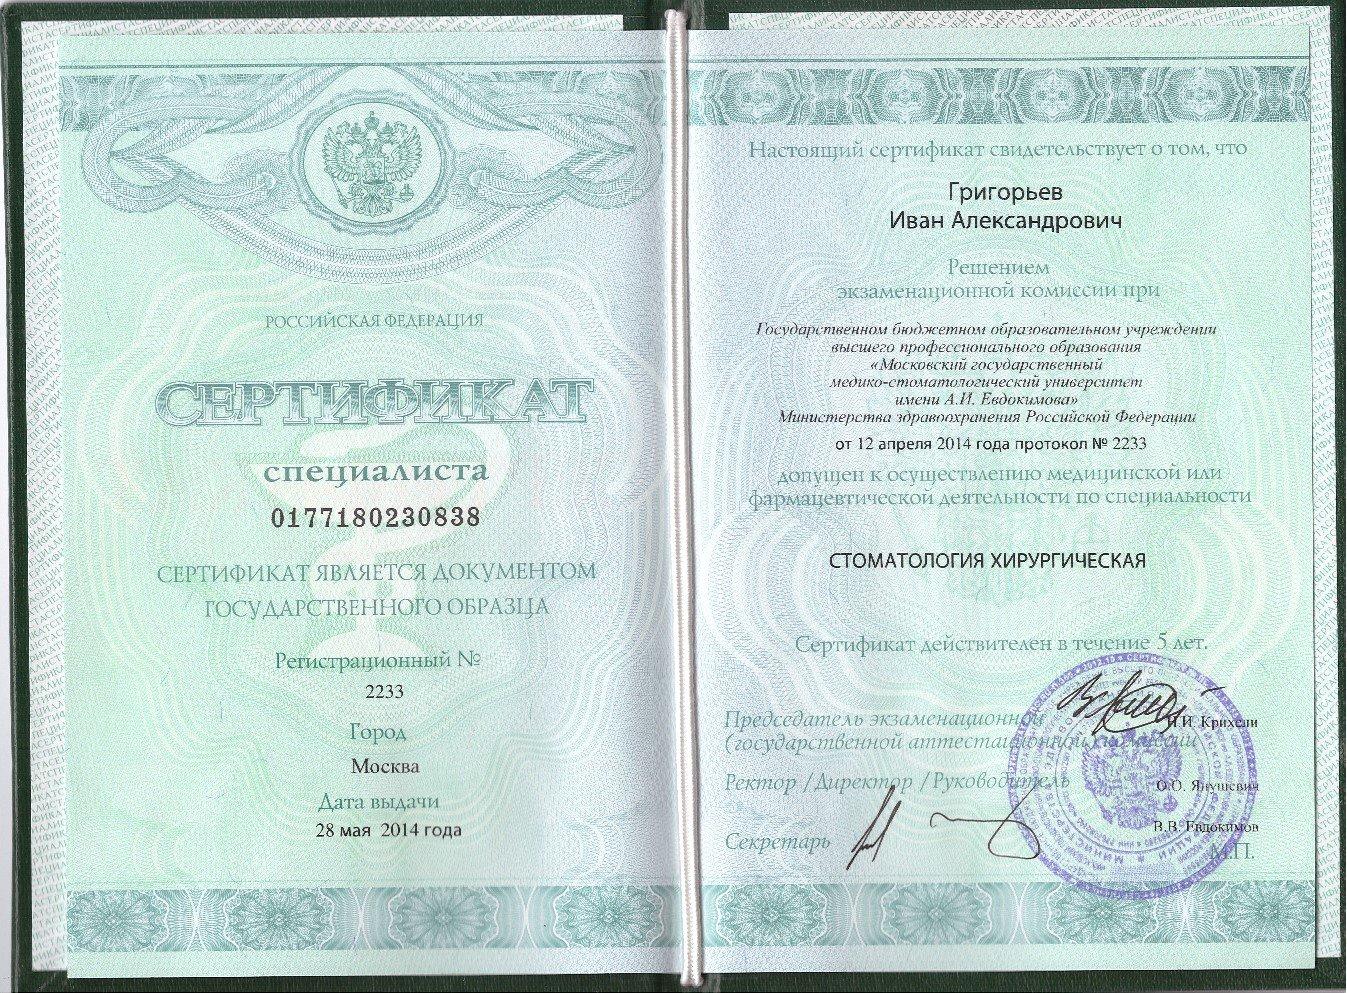 РОССИЙСКАЯ ФЕДЕРАЦИЯ
СЕРТИФИКАТ
специалиста
0177180230838
СЕРТИФИКАТ ЯВЛЯЕТСЯ ДОКУМЕНТОМ
ГОСУДАРСТВЕННОГО ОБРАЗЦА
Регистрационный №
2233
Город
Москва
Дата выдачи
28 мая 2014 года
Настоящий сертификат свидетельствует о том, что
Григорьев
Иван Александрович
Решением
экзаменационной комиссии при
Государственном бюджетном образовательном учреждении
высшего профессионального образования
«Московский государственный
медико-стоматологический университет
имени А.И. Евдокимова»
Министерства здравоохранения Российской Федерации
от 12 апреля 2014 года протокол № 2233
допущен к осуществлению медицинской или
фармацевтической деятельности по специальности
СТОМАТОЛОГИЯ ХИРУРГИЧЕСКАЯ
Сертификат действителен в течение 5 лет.
Председатель экзаменационной
(государственной аттестационной) комиссии
Н.И. Крихели
Ректор /Директор /Руководитель
О.О. Янушевич
В.В. Евдокимов
Секретарь
М.П.